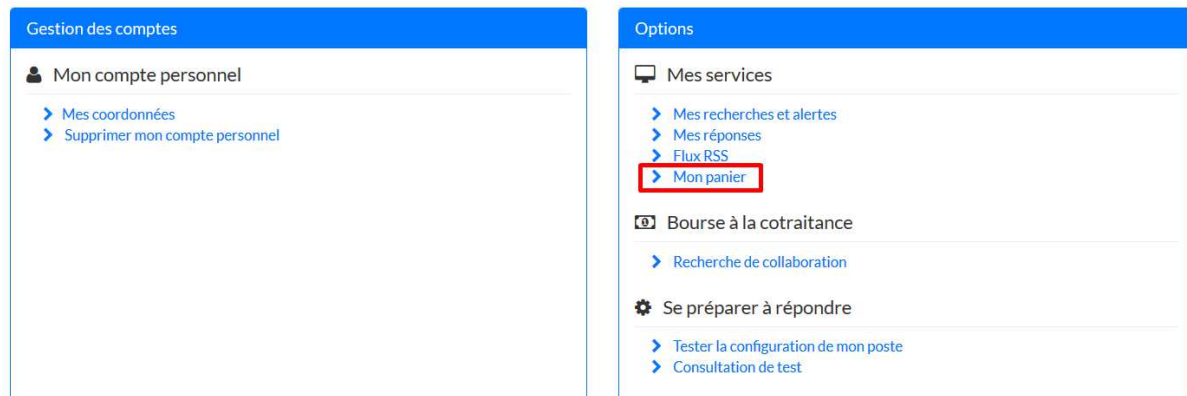 Gestion des comptes
Mon compte personnel
Mes coordonnées
Supprimer mon compte personnel
Options
Mes services
Mes recherches et alertes
Mes réponses
Flux RSS
Mon panier
Bourse à la cotraitance
Recherche de collaboration
Se préparer à répondre
Tester la configuration de mon poste
Consultation de test